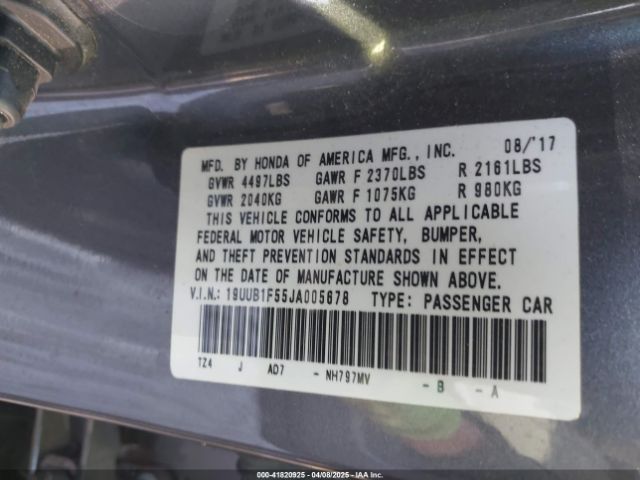 MFD. BY HONDA OF AMERICA MFG., INC. 08/'17
GVWR 4497LBS GAWR F 2370LBS R 2161LBS
GVWR 2040KG GAWR F 1075KG R 980KG
THIS VEHICLE CONFORMS TO ALL APPLICABLE
FEDERAL MOTOR VEHICLE SAFETY, BUMPER,
AND THEFT PREVENTION STANDARDS IN EFFECT
ON THE DATE OF MANUFACTURE SHOWN ABOVE.
V.I.N.: 19UUB1F55JA005678 TYPE: PASSENGER CAR
TZ4 J AD7 - NH797MV - B - A
000-41820925 - 04/08/2025 - IAA Inc.